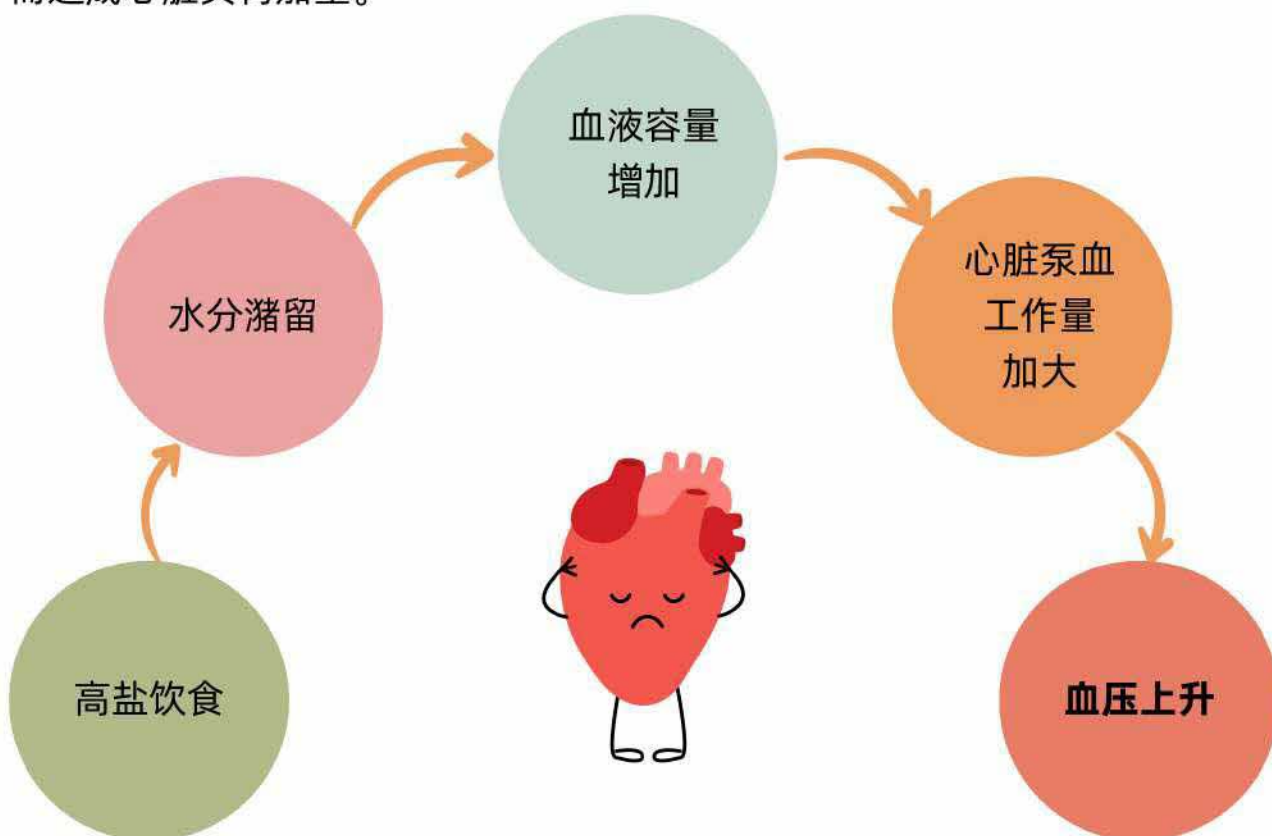 高盐饮食
水分潴留
血液容量
增加
心脏泵血
工作量
加大
血压上升